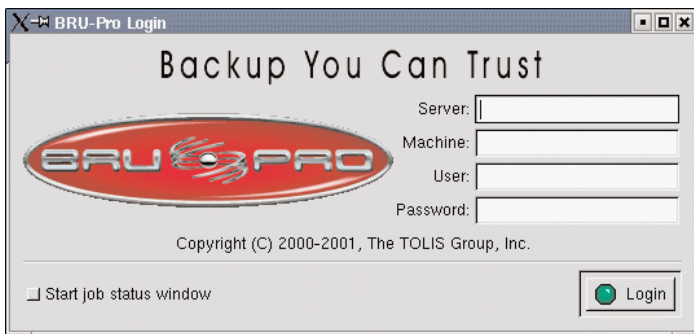 BRU-Pro Login
Backup You Can Trust
BRU PRO
Server:
Machine:
User:
Password:
Copyright (C) 2000-2001, The TOLIS Group, Inc.
Start job status window
Login